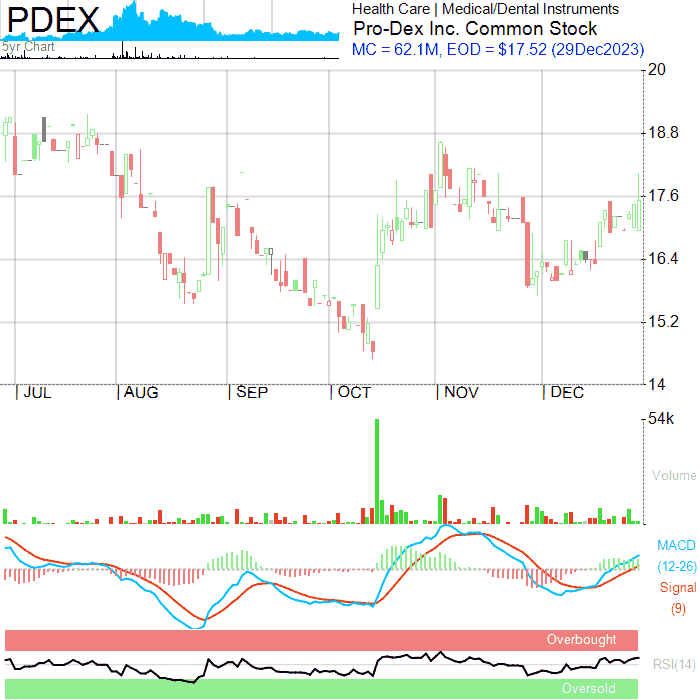 PDEX
5yr Chart
Health Care | Medical/Dental Instruments
Pro-Dex Inc. Common Stock
MC = 62.1M, EOD = $17.52 (29Dec2023)
20
18.8
17.6
16.4
15.2
14
| JUL | AUG | SEP | OCT | NOV | DEC
54k
Volume
MACD
(12-26)
Signal
(9)
Overbought
RSI(14)
Oversold